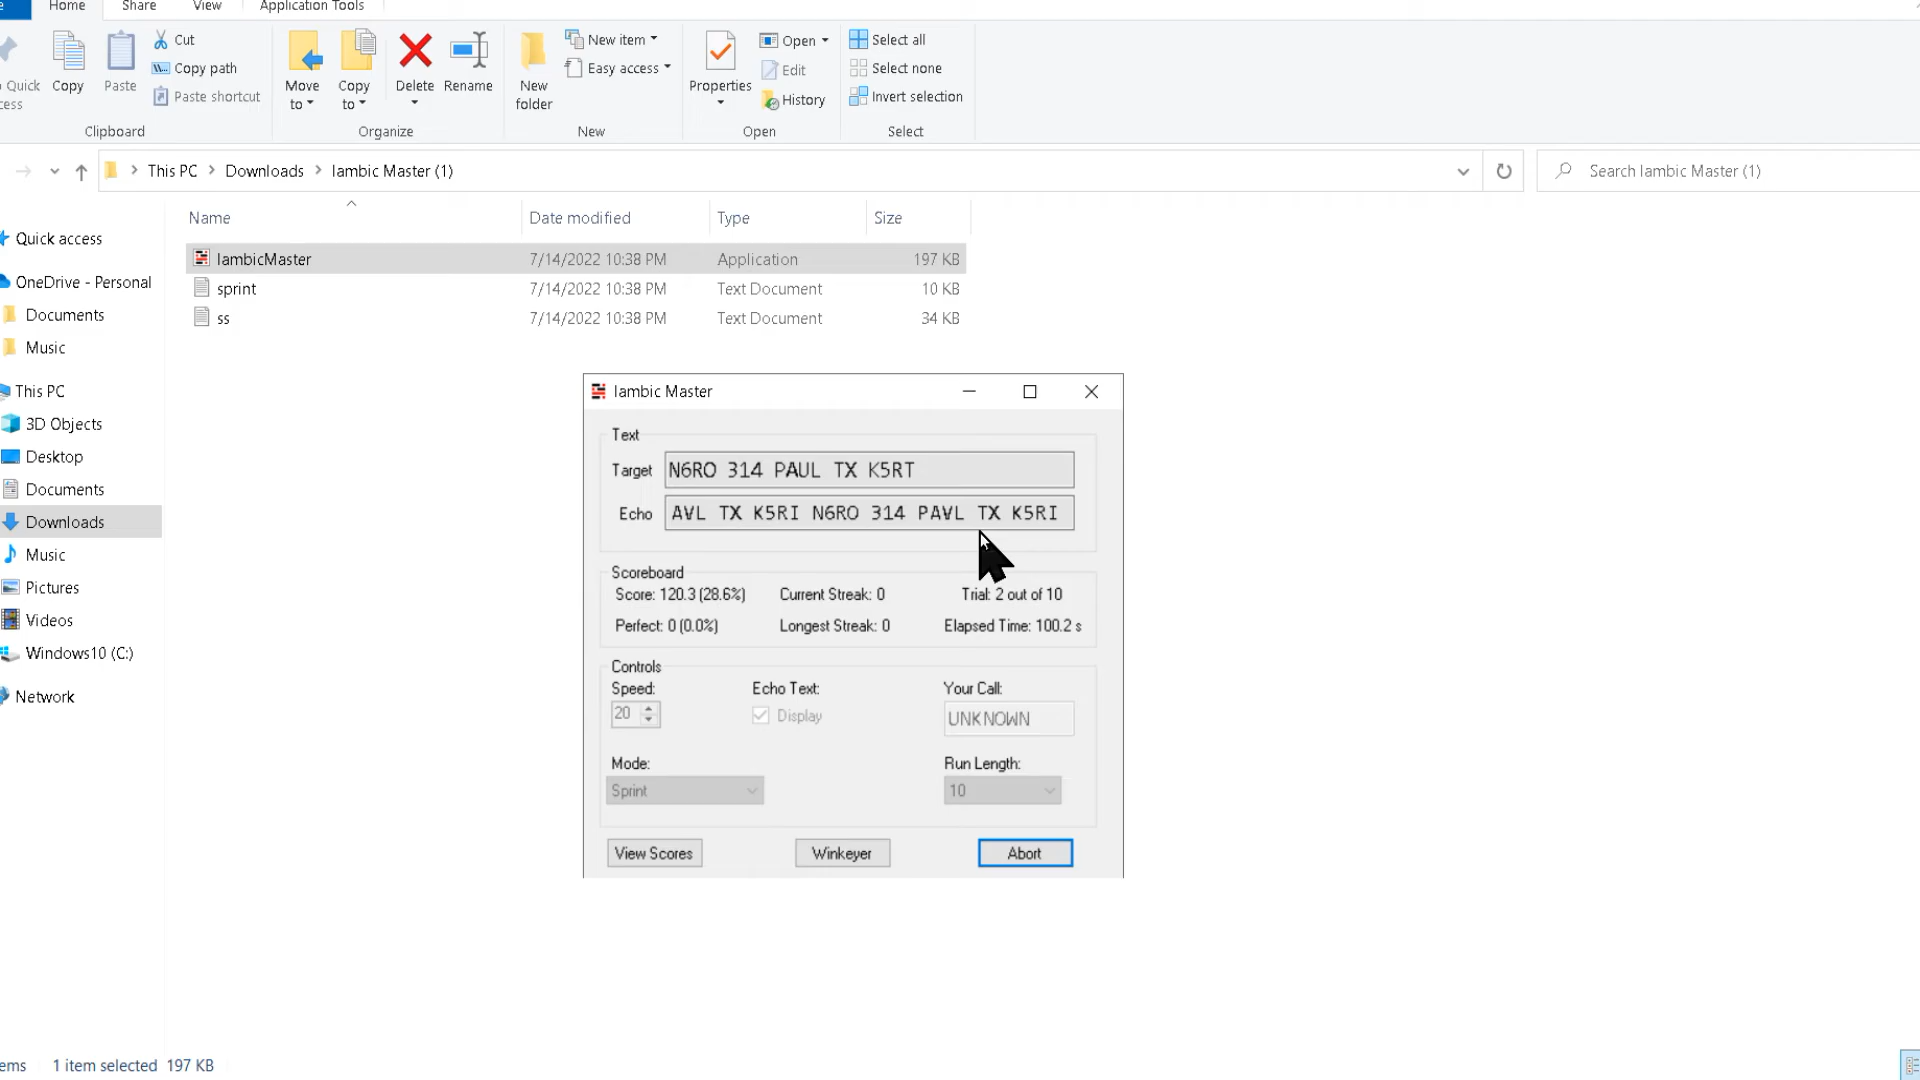 Home Share View Application Tools
Cut
Copy path
Paste shortcut
Quick
Copy
Paste
Clipboard
Move to
Copy to
Delete
Rename
Organize
New folder
New item
Easy access
New
Properties
Open
Edit
History
Open
Select all
Select none
Invert selection
Select
This PC > Downloads > Iambic Master (1)
Search Iambic Master (1)
Name Date modified Type Size
IambicMaster 7/14/2022 10:38 PM Application 197 KB
sprint 7/14/2022 10:38 PM Text Document 10 KB
ss 7/14/2022 10:38 PM Text Document 34 KB
Quick access
OneDrive - Personal
Documents
Music
This PC
3D Objects
Desktop
Documents
Downloads
Music
Pictures
Videos
Windows10 (C:)
Network
Iambic Master
Text
Target N6RO 314 PAUL TX K5RT
Echo AVL TX K5RI N6RO 314 PAVL TX K5RI
Scoreboard
Score: 120.3 (28.6%) Current Streak: 0 Trial: 2 out of 10
Perfect: 0 (0.0%) Longest Streak: 0 Elapsed Time: 100.2 s
Controls
Speed: Echo Text: Your Call:
20 Display UNKNOWN
Mode: Run Length:
Sprint 10
View Scores Winkeyer Abort
1 item selected 197 KB